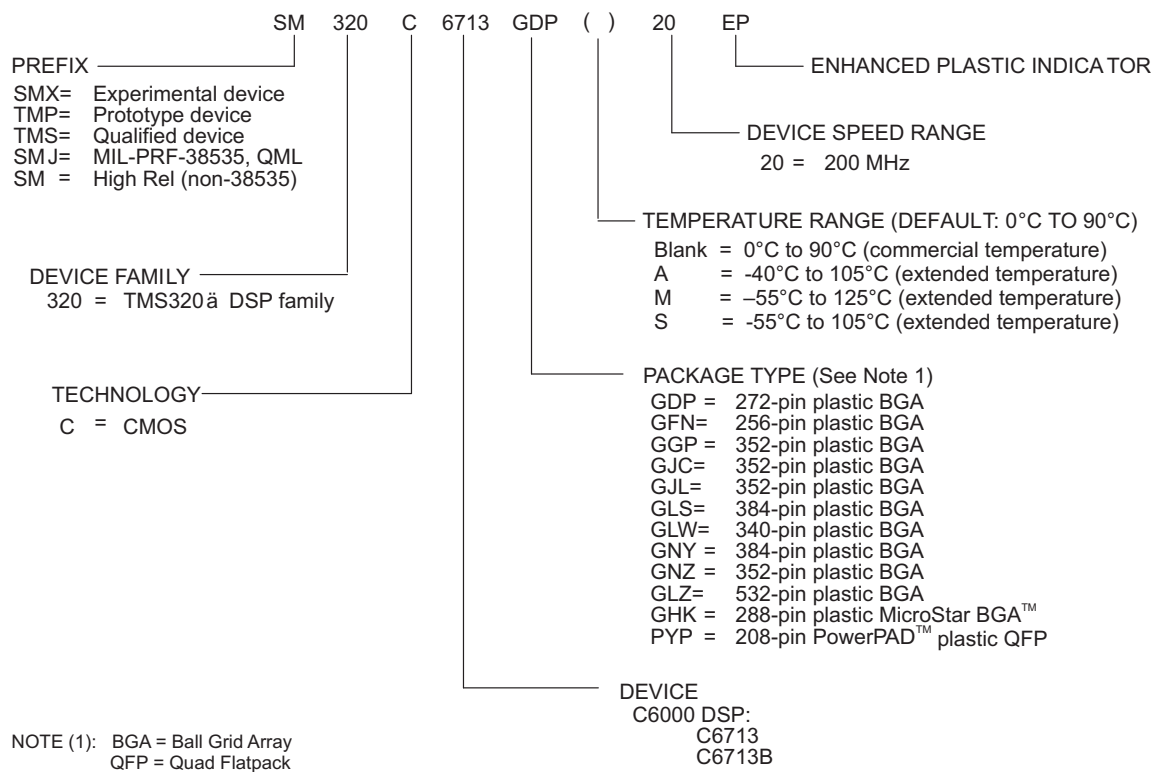 SM 320 C 6713 GDP ( ) 20 EP
PREFIX
SMX= Experimental device
TMP= Prototype device
TMS= Qualified device
SMJ= MIL-PRF-38535, QML
SM = High Rel (non-38535)
ENHANCED PLASTIC INDICA TOR
DEVICE SPEED RANGE
20 = 200 MHz
TEMPERATURE RANGE (DEFAULT: 0°C TO 90°C)
Blank = 0°C to 90°C (commercial temperature)
A = -40°C to 105°C (extended temperature)
M = –55°C to 125°C (extended temperature)
S = -55°C to 105°C (extended temperature)
DEVICE FAMILY
320 = TMS320ä DSP family
TECHNOLOGY
C = CMOS
PACKAGE TYPE (See Note 1)
GDP = 272-pin plastic BGA
GFN= 256-pin plastic BGA
GGP = 352-pin plastic BGA
GJC= 352-pin plastic BGA
GJL= 352-pin plastic BGA
GLS= 384-pin plastic BGA
GLW= 340-pin plastic BGA
GNY = 384-pin plastic BGA
GNZ = 352-pin plastic BGA
GLZ= 532-pin plastic BGA
GHK = 288-pin plastic MicroStar BGA™
PYP = 208-pin PowerPAD™ plastic QFP
DEVICE
C6000 DSP:
C6713
C6713B
NOTE (1): BGA = Ball Grid Array
QFP = Quad Flatpack